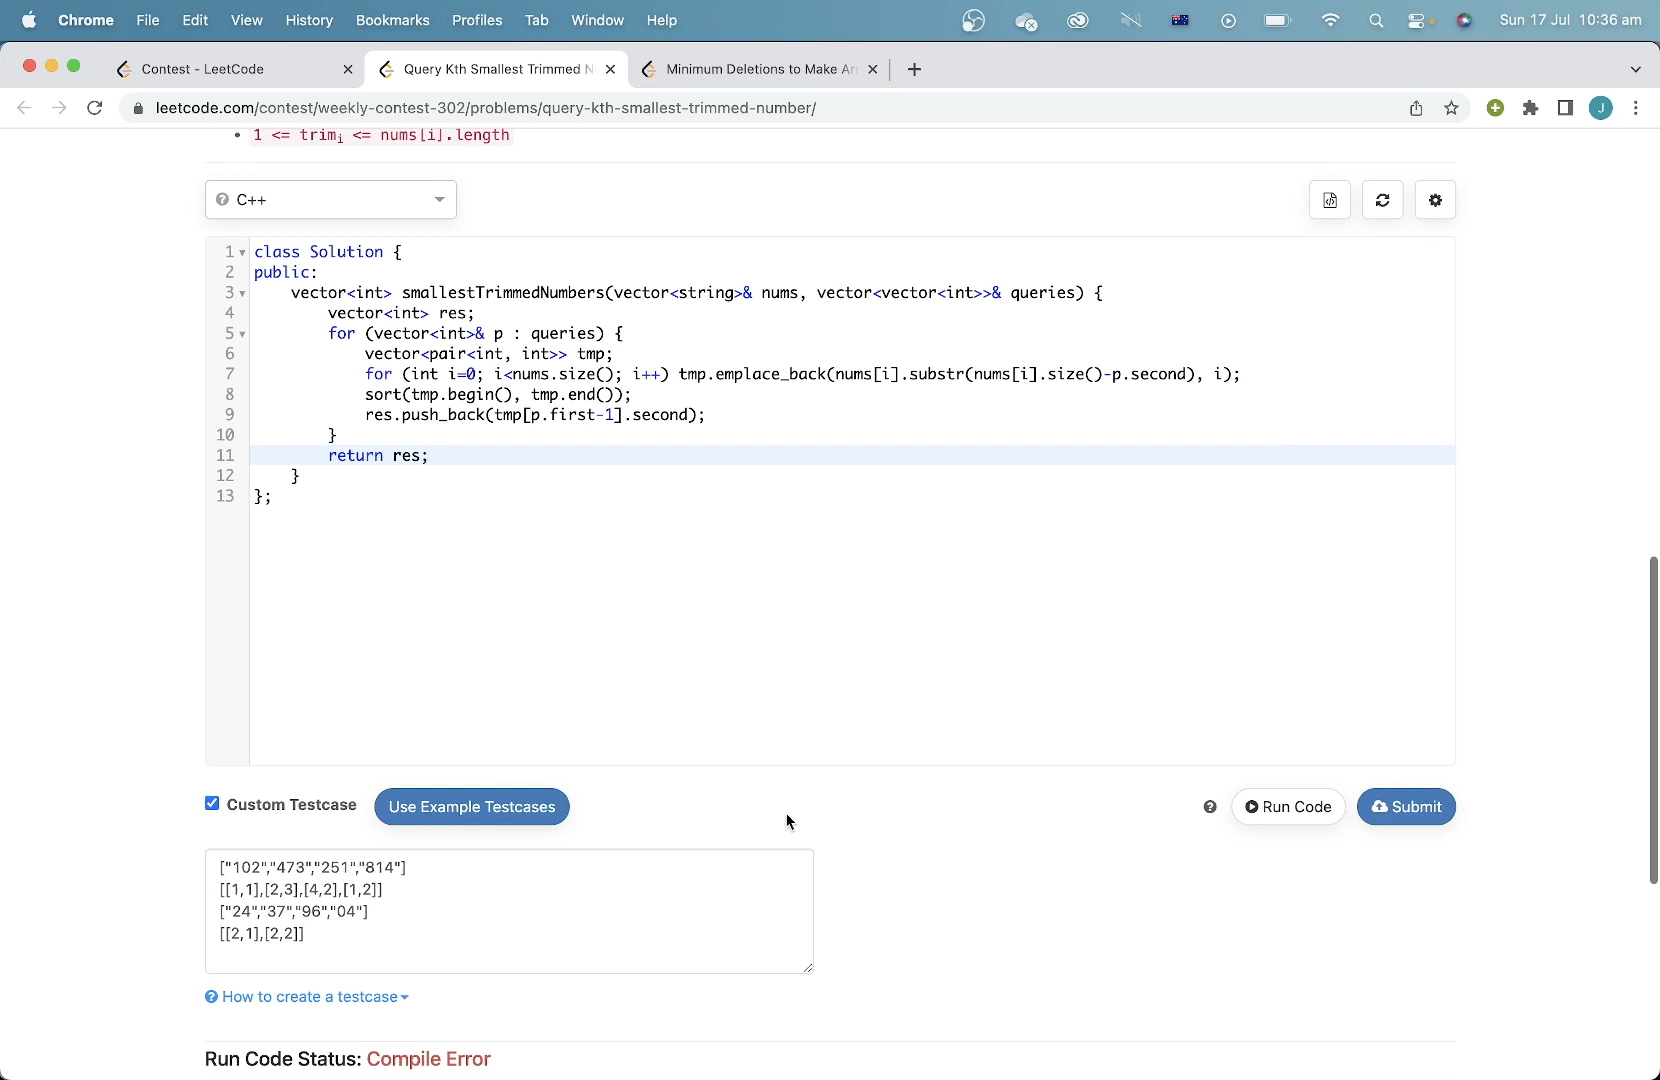 Chrome File Edit View History Bookmarks Profiles Tab Window Help Sun 17 Jul 10:36 am
Contest - LeetCode Query Kth Smallest Trimmed N Minimum Deletions to Make Ar
leetcode.com/contest/weekly-contest-302/problems/query-kth-smallest-trimmed-number/ J
• 1 <= trimi <= nums[i].length
C++
1 class Solution {
2 public:
3 vector<int> smallestTrimmedNumbers(vector<string>& nums, vector<vector<int>>& queries) {
4 vector<int> res;
5 for (vector<int>& p : queries) {
6 vector<pair<int, int>> tmp;
7 for (int i=0; i<nums.size(); i++) tmp.emplace_back(nums[i].substr(nums[i].size()-p.second), i);
8 sort(tmp.begin(), tmp.end());
9 res.push_back(tmp[p.first-1].second);
10 }
11 return res;
12 }
13 };
Custom Testcase Use Example Testcases Run Code Submit
["102","473","251","814"]
[[1,1],[2,3],[4,2],[1,2]]
["24","37","96","04"]
[[2,1],[2,2]]
How to create a testcase
Run Code Status: Compile Error